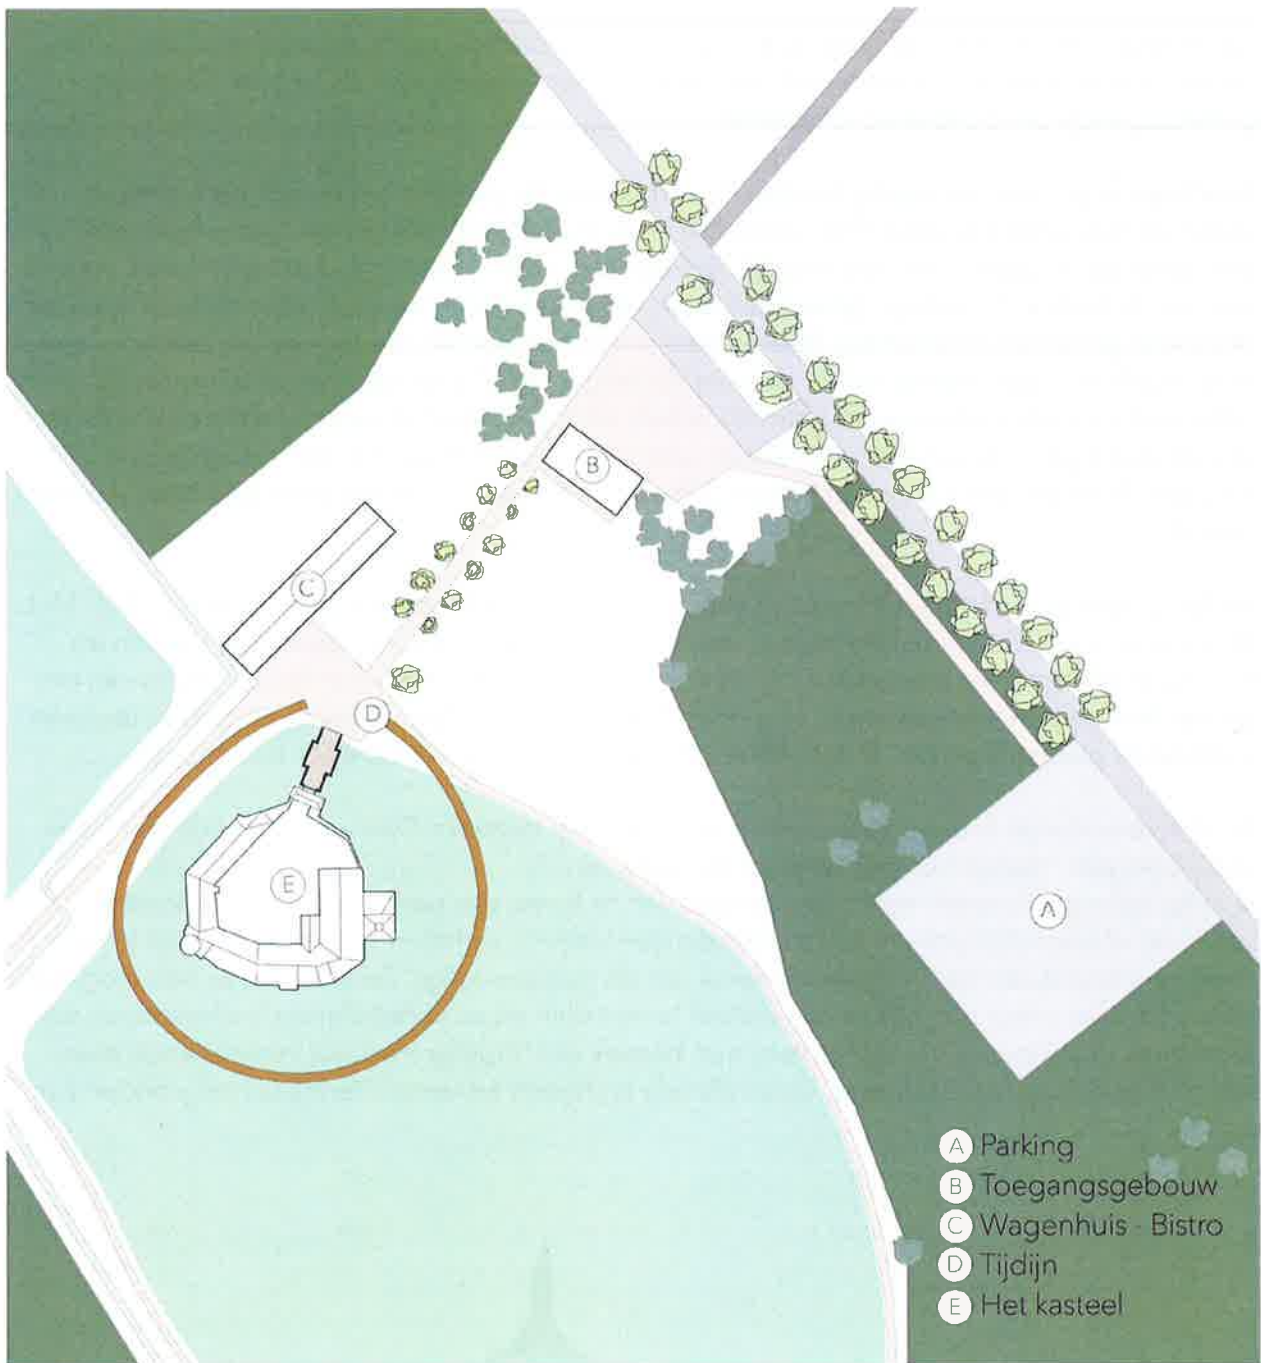 B
C
D
E
A
A Parking
B Toegangsgebouw
C Wagenhuis - Bistro
D Tijdijn
E Het kasteel